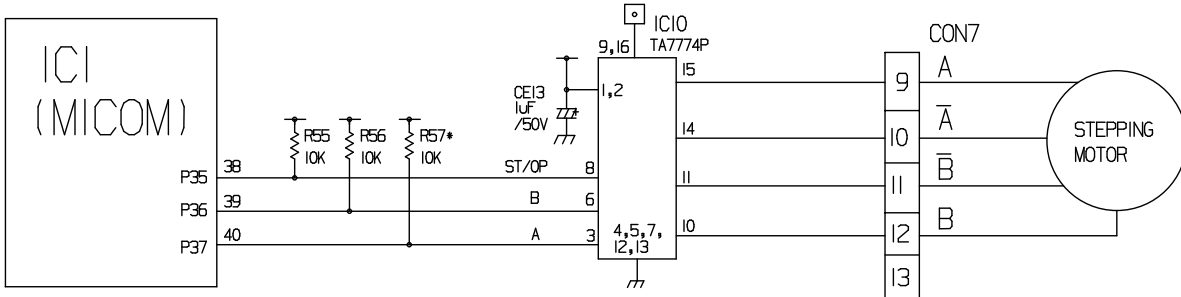 IC1
(MICOM)
P35
P36
P37
38
39
40
R55
10K
R56
10K
R57*
10K
ST/OP
B
A
CE13
1uF
/50V
+
IC10
TA7774P
9,16
1,2
8
6
3
4,5,7,
12,13
15
14
11
10
CON7
9
10
11
12
13
A
A̅
B̅
B
STEPPING
MOTOR